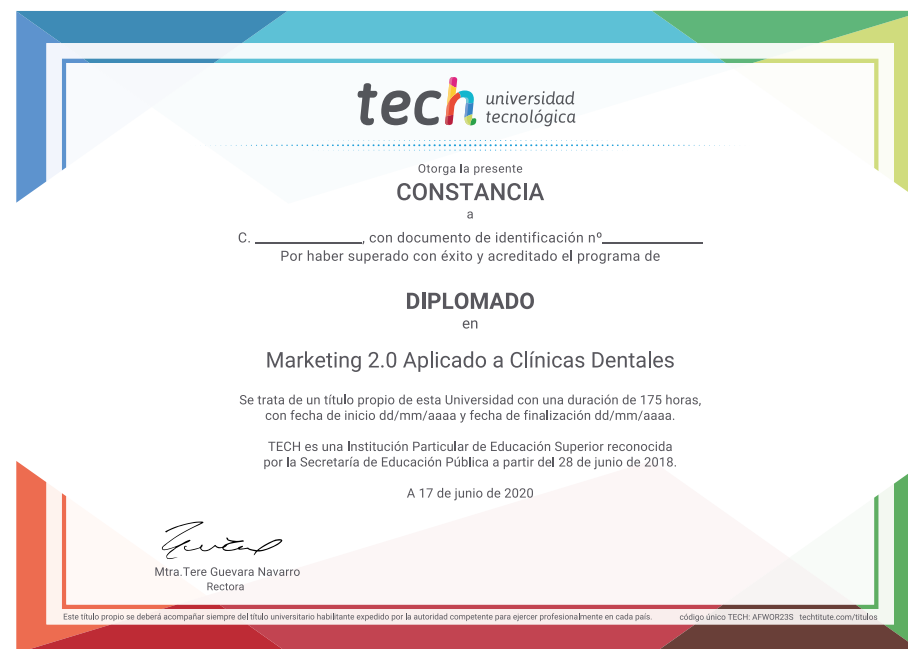 tech universidad
tecnológica
Otorga la presente
CONSTANCIA
a
C. ____________, con documento de identificación nº____________
Por haber superado con éxito y acreditado el programa de
DIPLOMADO
en
Marketing 2.0 Aplicado a Clínicas Dentales
Se trata de un título propio de esta Universidad con una duración de 175 horas,
con fecha de inicio dd/mm/aaaa y fecha de finalización dd/mm/aaaa.
TECH es una Institución Particular de Educación Superior reconocida
por la Secretaría de Educación Pública a partir del 28 de junio de 2018.
A 17 de junio de 2020
Mtra.Tere Guevara Navarro
Rectora
Este título propio se deberá acompañar siempre del título universitario habilitante expedido por la autoridad competente para ejercer profesionalmente en cada país. código único TECH: AFWOR23S techtitute.com/titulos